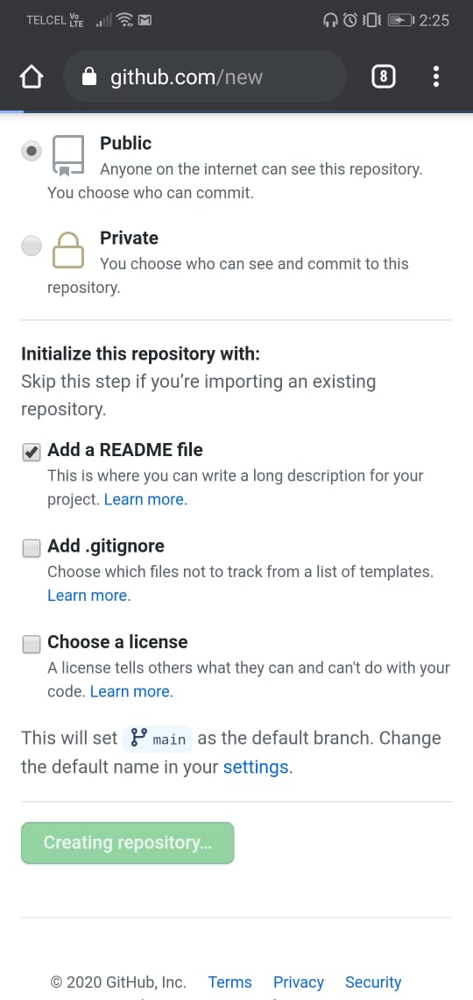 TELCEL Vo LTE 2:25
github.com/new 8
Public
Anyone on the internet can see this repository.
You choose who can commit.
Private
You choose who can see and commit to this
repository.
Initialize this repository with:
Skip this step if you’re importing an existing
repository.
Add a README file
This is where you can write a long description for your
project. Learn more.
Add .gitignore
Choose which files not to track from a list of templates.
Learn more.
Choose a license
A license tells others what they can and can't do with your
code. Learn more.
This will set main as the default branch. Change
the default name in your settings.
Creating repository...
© 2020 GitHub, Inc. Terms Privacy Security